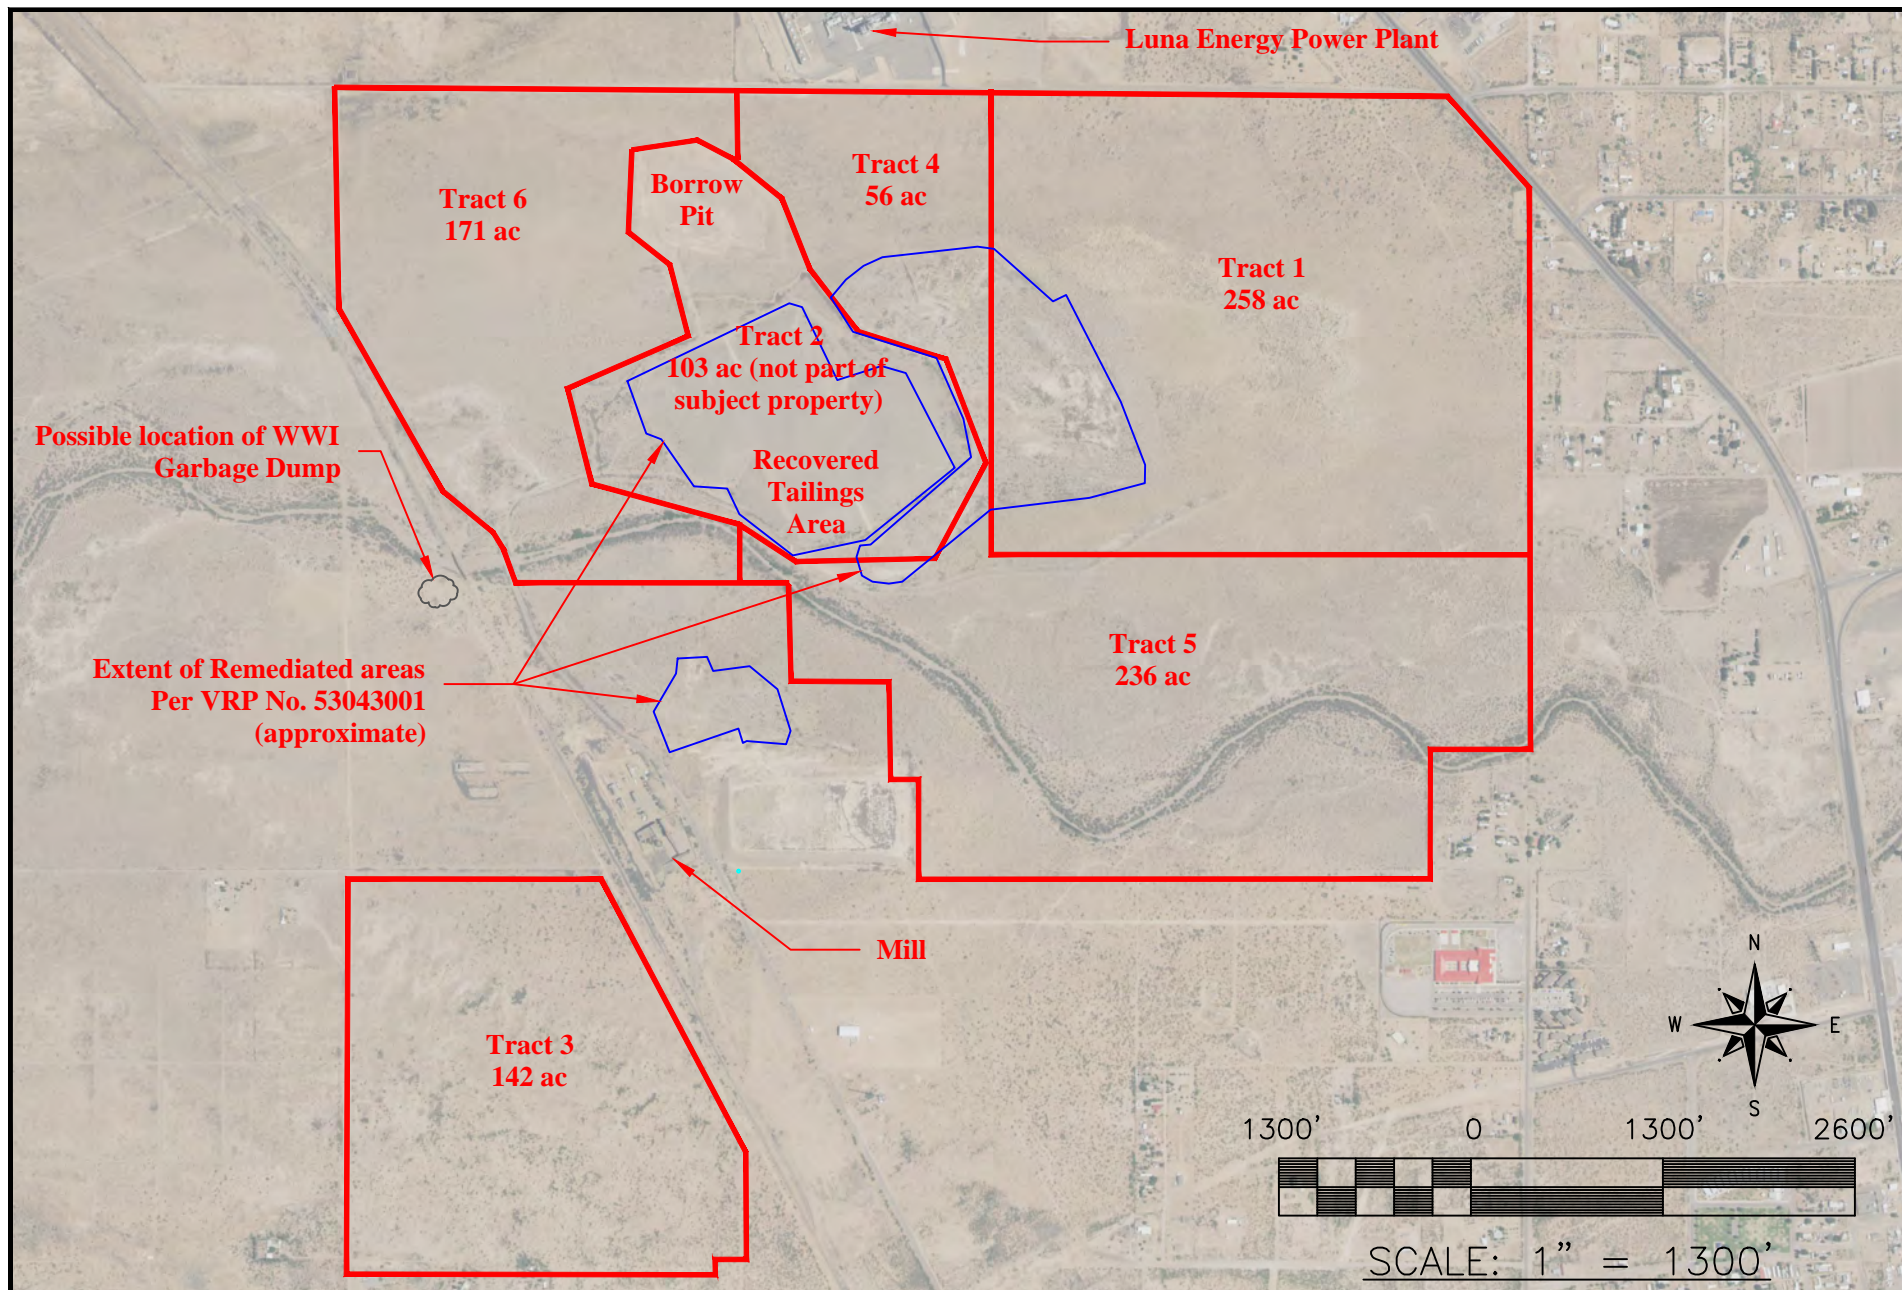 Luna Energy Power Plant
Tract 4
56 ac
Borrow
Pit
Tract 6
171 ac
Tract 1
258 ac
Tract 2
103 ac (not part of
subject property)
Possible location of WWI
Garbage Dump
Recovered
Tailings
Area
Tract 5
236 ac
Extent of Remediated areas
Per VRP No. 53043001
(approximate)
Mill
Tract 3
142 ac
N
W
E
S
1300'
0
1300'
2600'
SCALE: 1" = 1300'